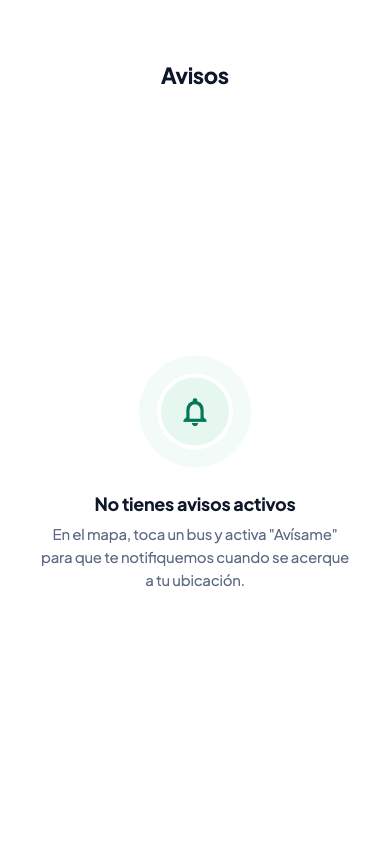 Avisos
No tienes avisos activos
En el mapa, toca un bus y activa "Avísame"
para que te notifiquemos cuando se acerque
a tu ubicación.